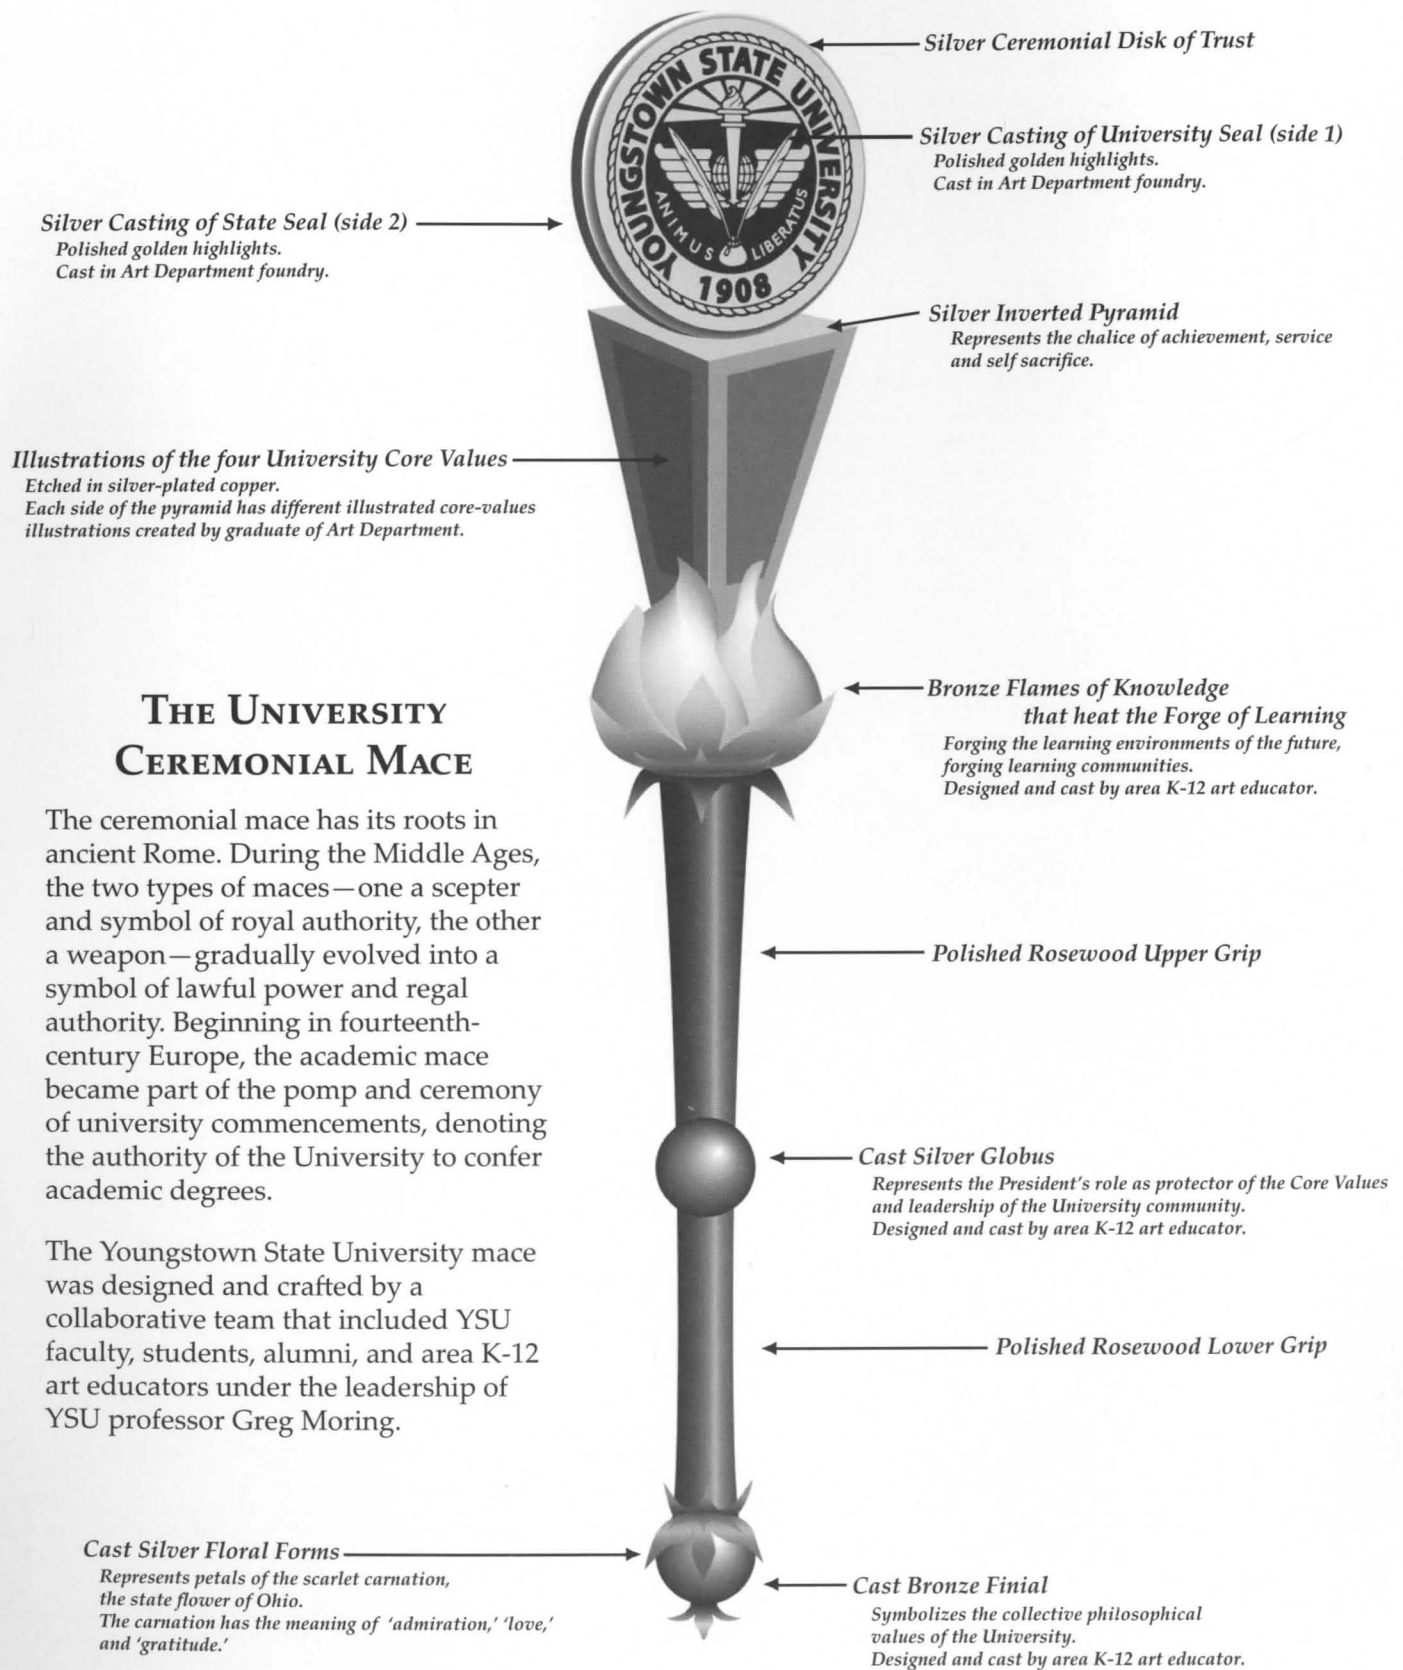 Silver Ceremonial Disk of Trust
YOUNGSTOWN STATE UNIVERSITY
ANIMUS LIBERATUS
1908
Silver Casting of University Seal (side 1)
Polished golden highlights.
Cast in Art Department foundry.
Silver Casting of State Seal (side 2)
Polished golden highlights.
Cast in Art Department foundry.
Silver Inverted Pyramid
Represents the chalice of achievement, service
and self sacrifice.
Illustrations of the four University Core Values
Etched in silver-plated copper.
Each side of the pyramid has different illustrated core-values
illustrations created by graduate of Art Department.
Bronze Flames of Knowledge
that heat the Forge of Learning
Forging the learning environments of the future,
forging learning communities.
Designed and cast by area K-12 art educator.
THE UNIVERSITY
CEREMONIAL MACE
The ceremonial mace has its roots in
ancient Rome. During the Middle Ages,
the two types of maces—one a scepter
and symbol of royal authority, the other
a weapon—gradually evolved into a
symbol of lawful power and regal
authority. Beginning in fourteenth-
century Europe, the academic mace
became part of the pomp and ceremony
of university commencements, denoting
the authority of the University to confer
academic degrees.
The Youngstown State University mace
was designed and crafted by a
collaborative team that included YSU
faculty, students, alumni, and area K-12
art educators under the leadership of
YSU professor Greg Moring.
Polished Rosewood Upper Grip
Cast Silver Globus
Represents the President's role as protector of the Core Values
and leadership of the University community.
Designed and cast by area K-12 art educator.
Polished Rosewood Lower Grip
Cast Silver Floral Forms
Represents petals of the scarlet carnation,
the state flower of Ohio.
The carnation has the meaning of 'admiration,' 'love,'
and 'gratitude.'
Cast Bronze Finial
Symbolizes the collective philosophical
values of the University.
Designed and cast by area K-12 art educator.